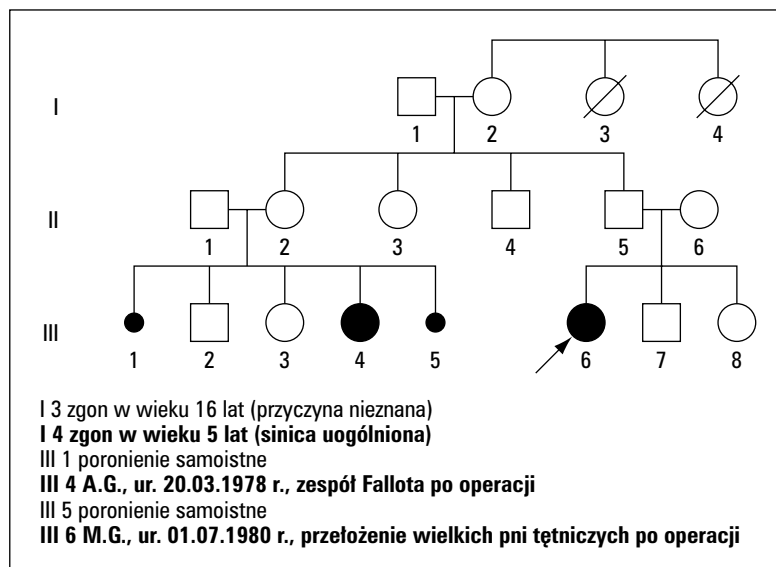 I
1 2 3 4
II
1 2 3 4 5 6
III
1 2 3 4 5 6 7 8
I 3 zgon w wieku 16 lat (przyczyna nieznana)
I 4 zgon w wieku 5 lat (sinica uogólniona)
III 1 poronienie samoistne
III 4 A.G., ur. 20.03.1978 r., zespół Fallota po operacji
III 5 poronienie samoistne
III 6 M.G., ur. 01.07.1980 r., przełożenie wielkich pni tętniczych po operacji